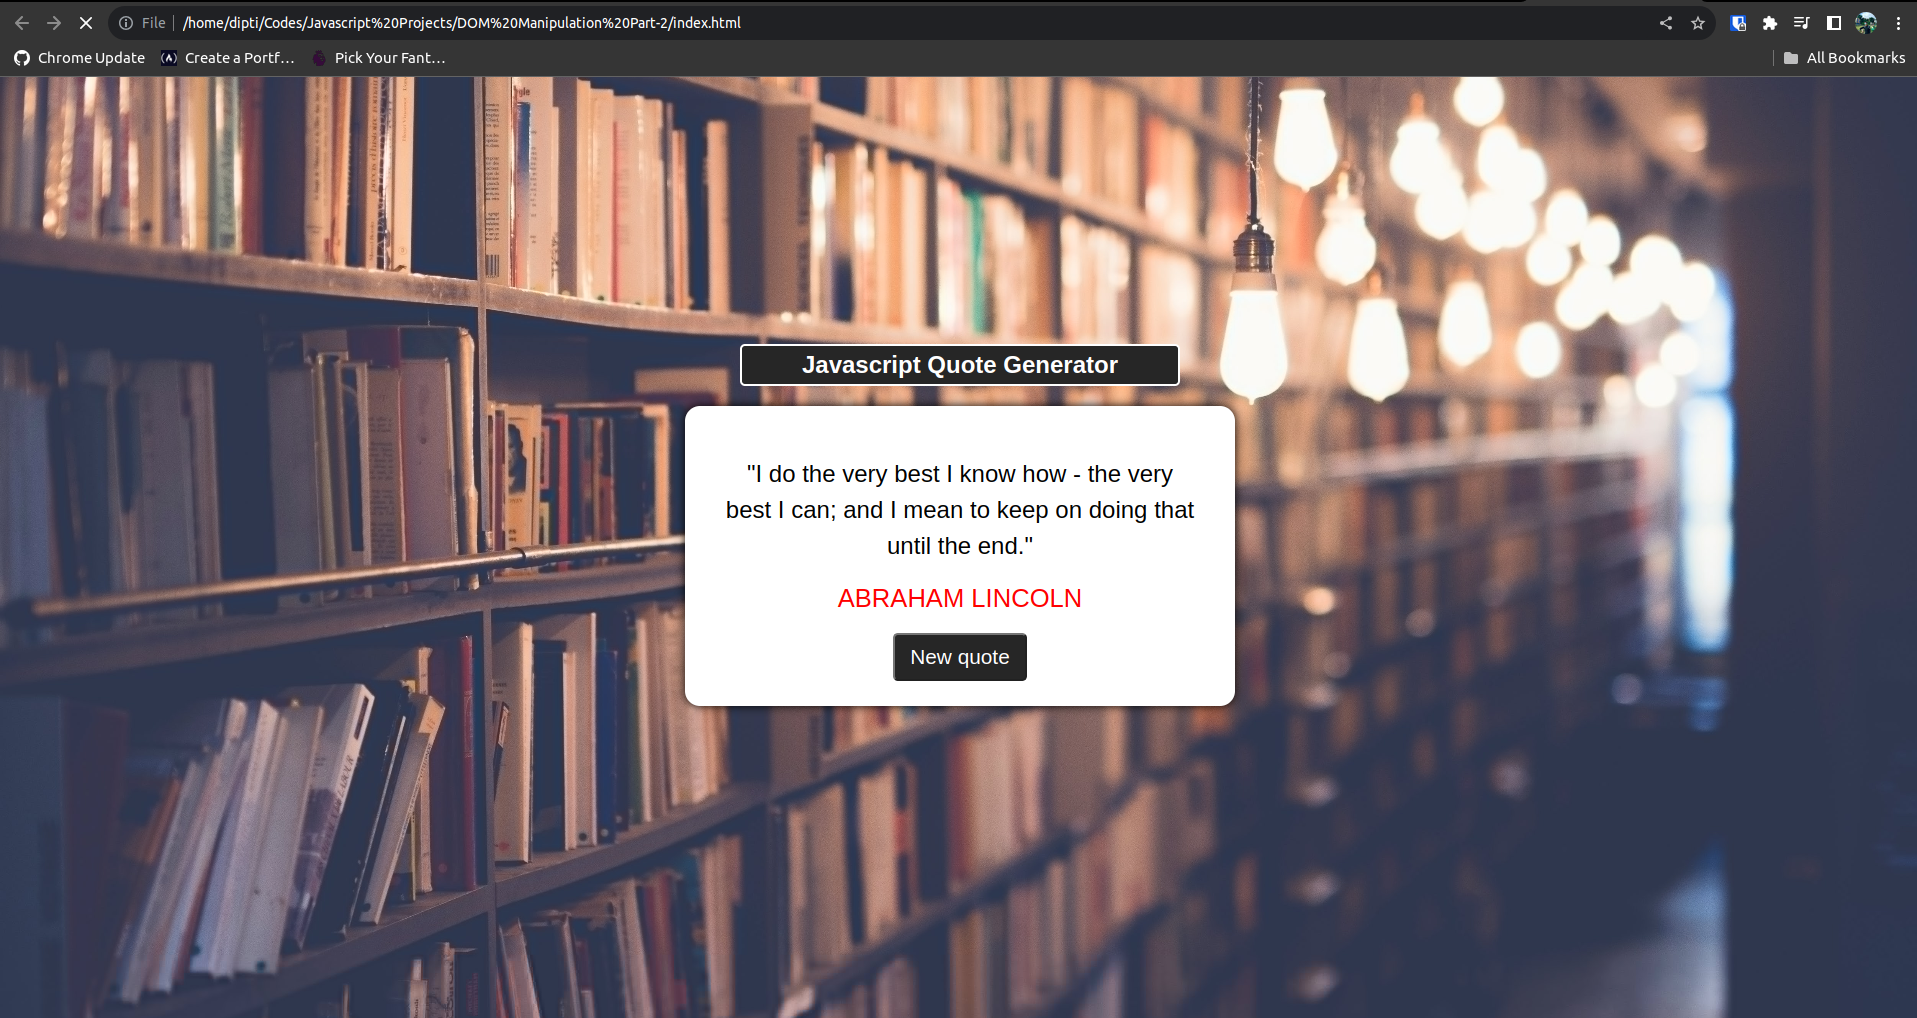 File /home/dipti/Codes/Javascript%20Projects/DOM%20Manipulation%20Part-2/index.html
Chrome Update Create a Portf... Pick Your Fant... All Bookmarks
Javascript Quote Generator
"I do the very best I know how - the very
best I can; and I mean to keep on doing that
until the end."
ABRAHAM LINCOLN
New quote